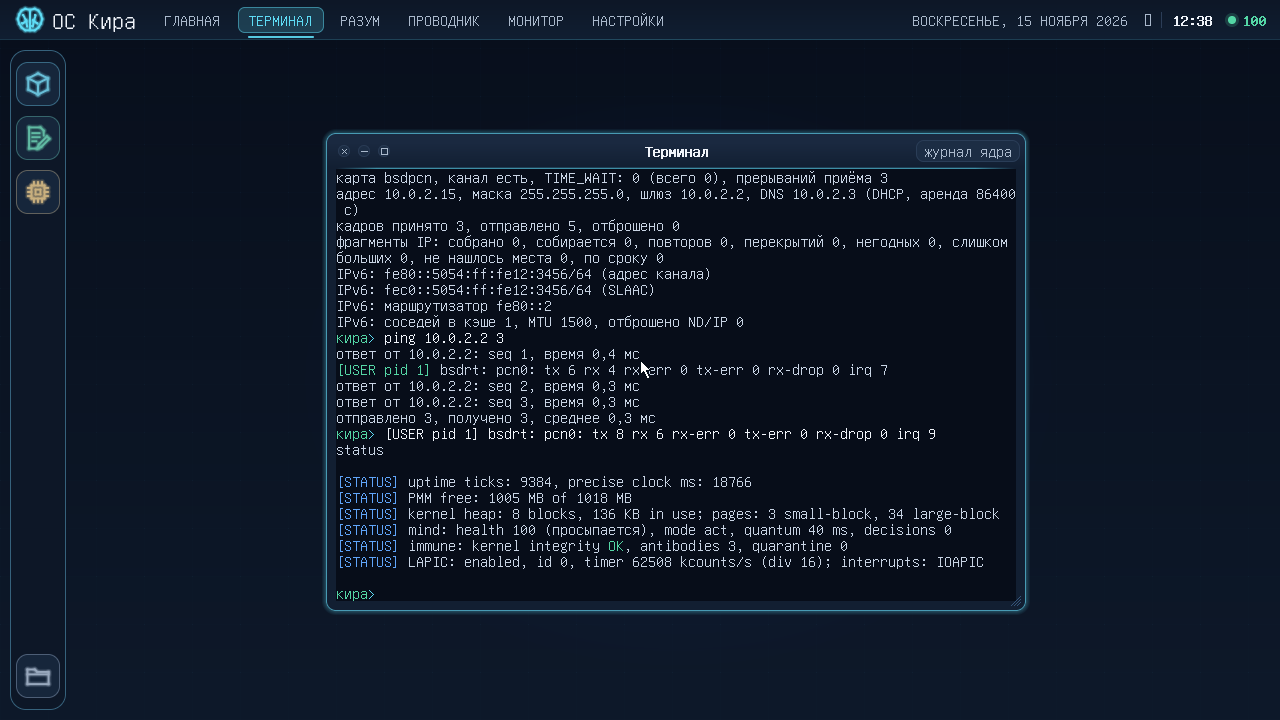 ОС Кира
ГЛАВНАЯ
ТЕРМИНАЛ
РАЗУМ
ПРОВОДНИК
МОНИТОР
НАСТРОЙКИ
ВОСКРЕСЕНЬЕ, 15 НОЯБРЯ 2026
12:38
100
Терминал
журнал ядра
карта bsdpcn, канал есть, TIME_WAIT: 0 (всего 0), прерываний приёма 3
адрес 10.0.2.15, маска 255.255.255.0, шлюз 10.0.2.2, DNS 10.0.2.3 (DHCP, аренда 86400
с)
кадров принято 3, отправлено 5, отброшено 0
фрагменты IP: собрано 0, собирается 0, повторов 0, перекрытий 0, негодных 0, слишком
больших 0, не нашлось места 0, по сроку 0
IPv6: fe80::5054:ff:fe12:3456/64 (адрес канала)
IPv6: fec0::5054:ff:fe12:3456/64 (SLAAC)
IPv6: маршрутизатор fe80::2
IPv6: соседей в кэше 1, MTU 1500, отброшено ND/IP 0
кира> ping 10.0.2.2 3
ответ от 10.0.2.2: seq 1, время 0,4 мс
[USER pid 1] bsdrt: pcn0: tx 6 rx 4 rx-err 0 tx-err 0 rx-drop 0 irq 7
ответ от 10.0.2.2: seq 2, время 0,3 мс
ответ от 10.0.2.2: seq 3, время 0,3 мс
отправлено 3, получено 3, среднее 0,3 мс
кира> [USER pid 1] bsdrt: pcn0: tx 8 rx 6 rx-err 0 tx-err 0 rx-drop 0 irq 9
status
[STATUS] uptime ticks: 9384, precise clock ms: 18766
[STATUS] PMM free: 1005 MB of 1018 MB
[STATUS] kernel heap: 8 blocks, 136 KB in use; pages: 3 small-block, 34 large-block
[STATUS] mind: health 100 (просыпается), mode act, quantum 40 ms, decisions 0
[STATUS] immune: kernel integrity OK, antibodies 3, quarantine 0
[STATUS] LAPIC: enabled, id 0, timer 62508 kcounts/s (div 16); interrupts: IOAPIC
кира>